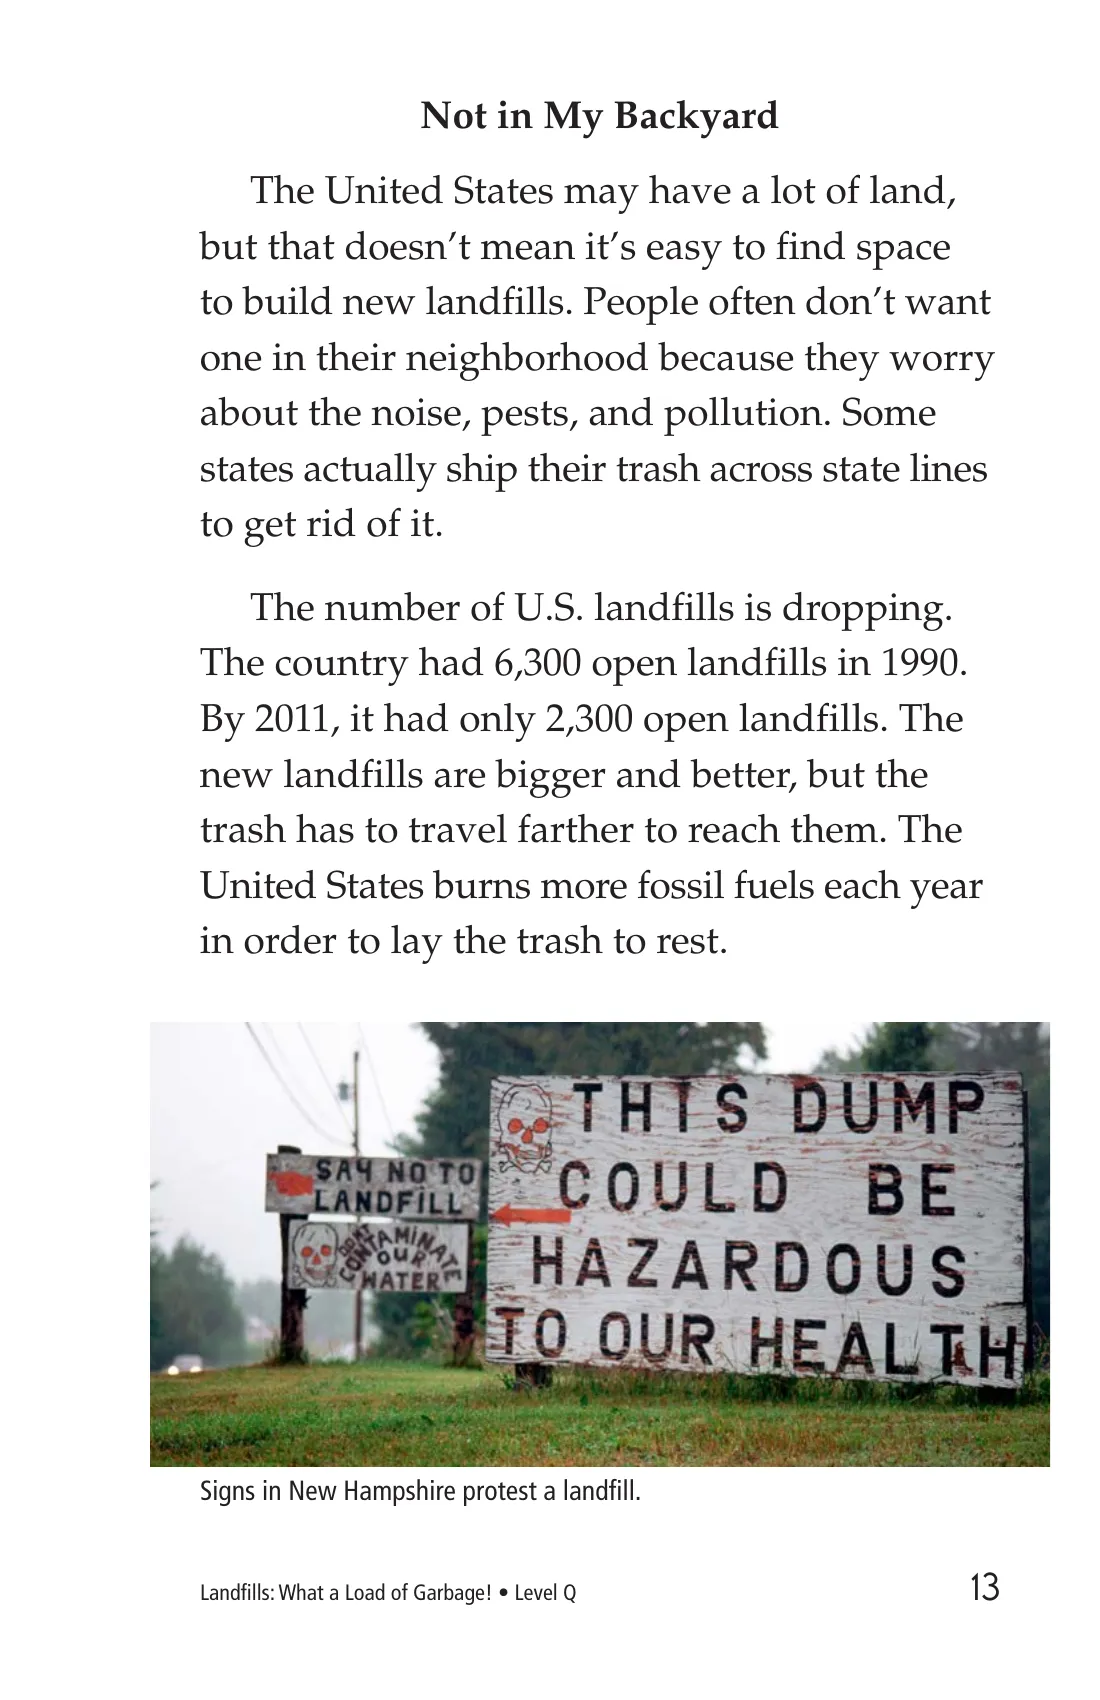 Not in My Backyard
The United States may have a lot of land,
but that doesn’t mean it’s easy to find space
to build new landfills. People often don’t want
one in their neighborhood because they worry
about the noise, pests, and pollution. Some
states actually ship their trash across state lines
to get rid of it.
The number of U.S. landfills is dropping.
The country had 6,300 open landfills in 1990.
By 2011, it had only 2,300 open landfills. The
new landfills are bigger and better, but the
trash has to travel farther to reach them. The
United States burns more fossil fuels each year
in order to lay the trash to rest.
SAY NO TO
LANDFILL
DONT
CONTAMINATE
OUR
WATER
THIS DUMP
COULD BE
HAZARDOUS
TO OUR HEALTH
Signs in New Hampshire protest a landfill.
Landfills: What a Load of Garbage! • Level Q
13